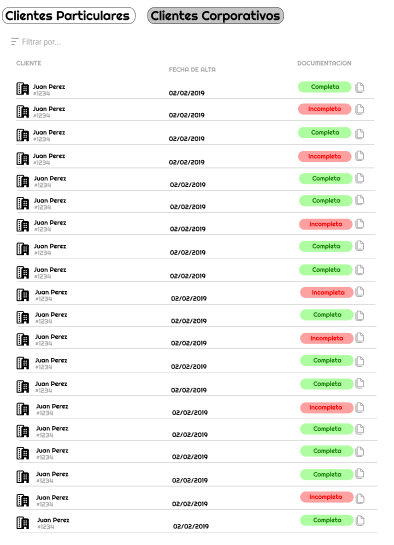 Clientes Particulares Clientes Corporativos
Filtrar por...
CLIENTE FECHA DE ALTA DOCUMENTACION
Juan Perez
#1234 02/02/2019 Completa
Juan Perez
#1234 02/02/2019 Incompleta
Juan Perez
#1234 02/02/2019 Completa
Juan Perez
#1234 02/02/2019 Incompleta
Juan Perez
#1234 02/02/2019 Completa
Juan Perez
#1234 02/02/2019 Completa
Juan Perez
#1234 02/02/2019 Incompleta
Juan Perez
#1234 02/02/2019 Completa
Juan Perez
#1234 02/02/2019 Completa
Juan Perez
#1234 02/02/2019 Incompleta
Juan Perez
#1234 02/02/2019 Completa
Juan Perez
#1234 02/02/2019 Incompleta
Juan Perez
#1234 02/02/2019 Completa
Juan Perez
#1234 02/02/2019 Completa
Juan Perez
#1234 02/02/2019 Incompleta
Juan Perez
#1234 02/02/2019 Completa
Juan Perez
#1234 02/02/2019 Completa
Juan Perez
#1234 02/02/2019 Completa
Juan Perez
#1234 02/02/2019 Incompleta
Juan Perez
#1234 02/02/2019 Completa